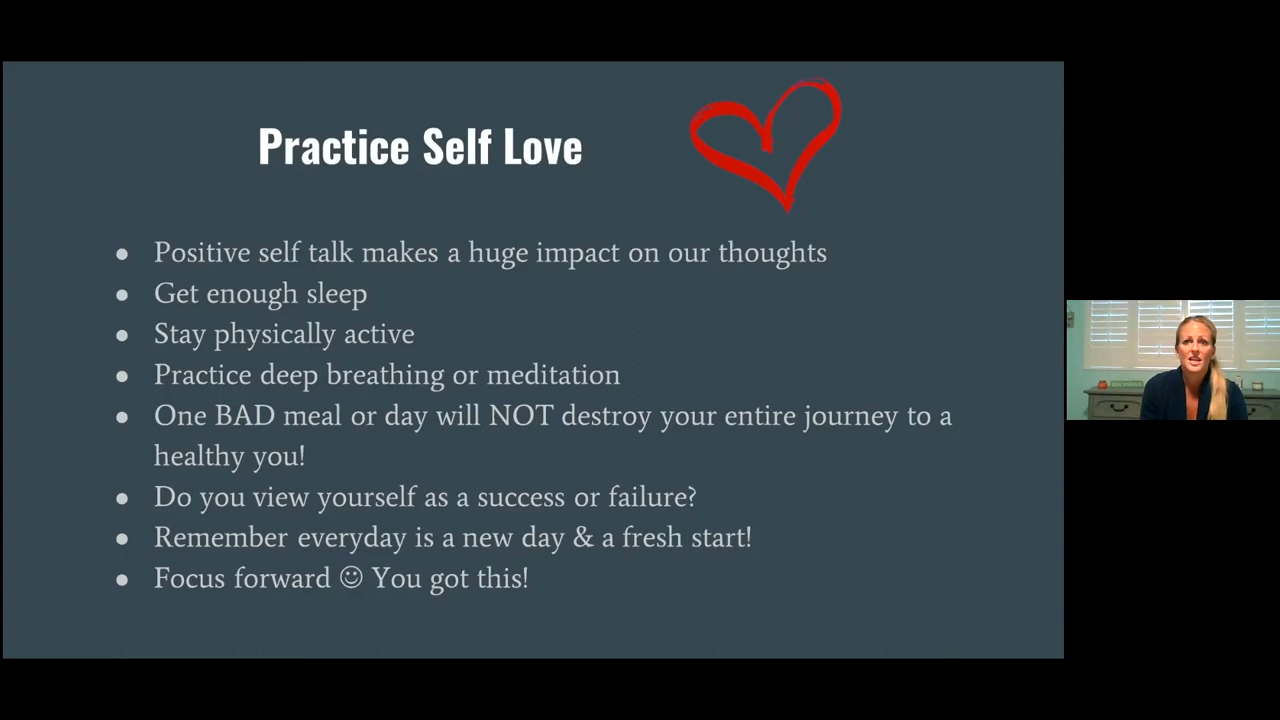 Practice Self Love
● Positive self talk makes a huge impact on our thoughts
● Get enough sleep
● Stay physically active
● Practice deep breathing or meditation
● One BAD meal or day will NOT destroy your entire journey to a
healthy you!
● Do you view yourself as a success or failure?
● Remember everyday is a new day & a fresh start!
● Focus forward ☺ You got this!